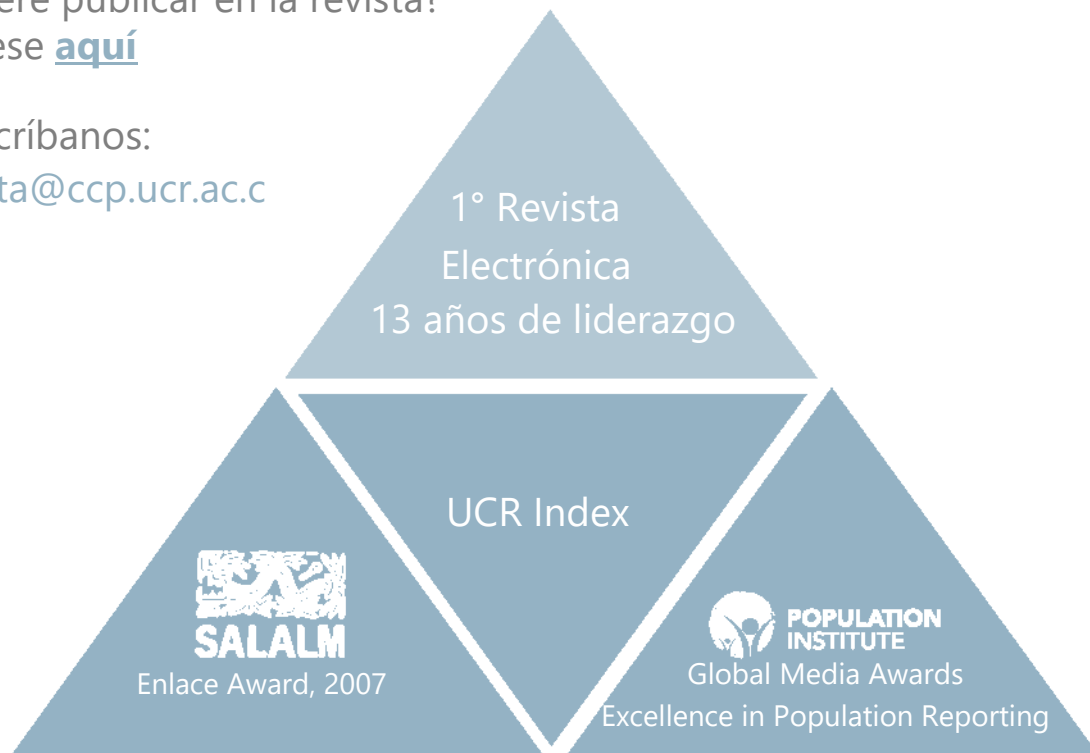 ere publicar en la revista?
ese aquí
críbanos:
ta@ccp.ucr.ac.c
1° Revista
Electrónica
13 años de liderazgo
UCR Index
SALALM
Enlace Award, 2007
POPULATION
INSTITUTE
Global Media Awards
Excellence in Population Reporting